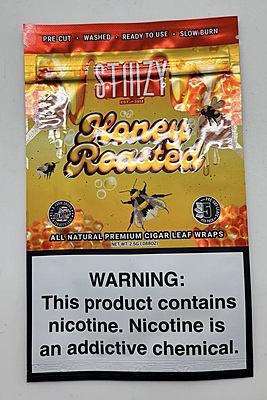 PRE-CUT • WASHED • READY TO USE • SLOW BURN
STIIIZY
Honey
Roasted
5
ALL NATURAL PREMIUM CIGAR LEAF WRAPS
NET WT. 2.5G (.088OZ)
WARNING:
This product contains
nicotine. Nicotine is
an addictive chemical.